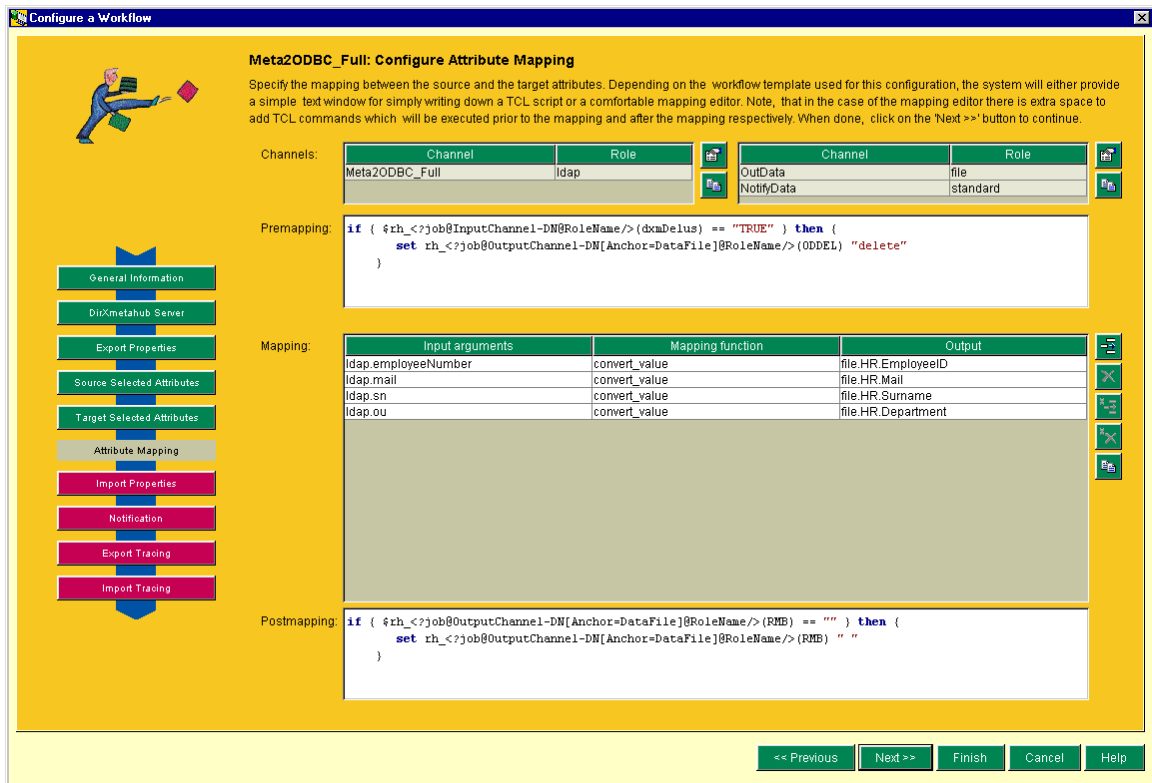 Configure a Workflow
Meta2ODBC_Full: Configure Attribute Mapping
Specify the mapping between the source and the target attributes. Depending on the workflow template used for this configuration, the system will either provide
a simple text window for simply writing down a TCL script or a comfortable mapping editor. Note, that in the case of the mapping editor there is extra space to
add TCL commands which will be executed prior to the mapping and after the mapping respectively. When done, click on the 'Next >>' button to continue.
Channels:
Channel Role
Meta2ODBC_Full ldap
Channel Role
OutData file
NotifyData standard
Premapping:
if { $rh_<?job@InputChannel-DN@RoleName/>(dxmDelus) == "TRUE" } then {
set rh_<?job@OutputChannel-DN[Anchor=DataFile]@RoleName/>(ODDEL) "delete"
}
General Information
DirXmetahub Server
Export Properties
Source Selected Attributes
Target Selected Attributes
Attribute Mapping
Import Properties
Notification
Export Tracing
Import Tracing
Mapping:
Input arguments Mapping function Output
ldap.employeeNumber convert_value file.HR.EmployeeID
ldap.mail convert_value file.HR.Mail
ldap.sn convert_value file.HR.Surname
ldap.ou convert_value file.HR.Department
Postmapping:
if { $rh_<?job@OutputChannel-DN[Anchor=DataFile]@RoleName/>(RMB) == "" } then {
set rh_<?job@OutputChannel-DN[Anchor=DataFile]@RoleName/>(RMB) " "
}
<< Previous Next >> Finish Cancel Help